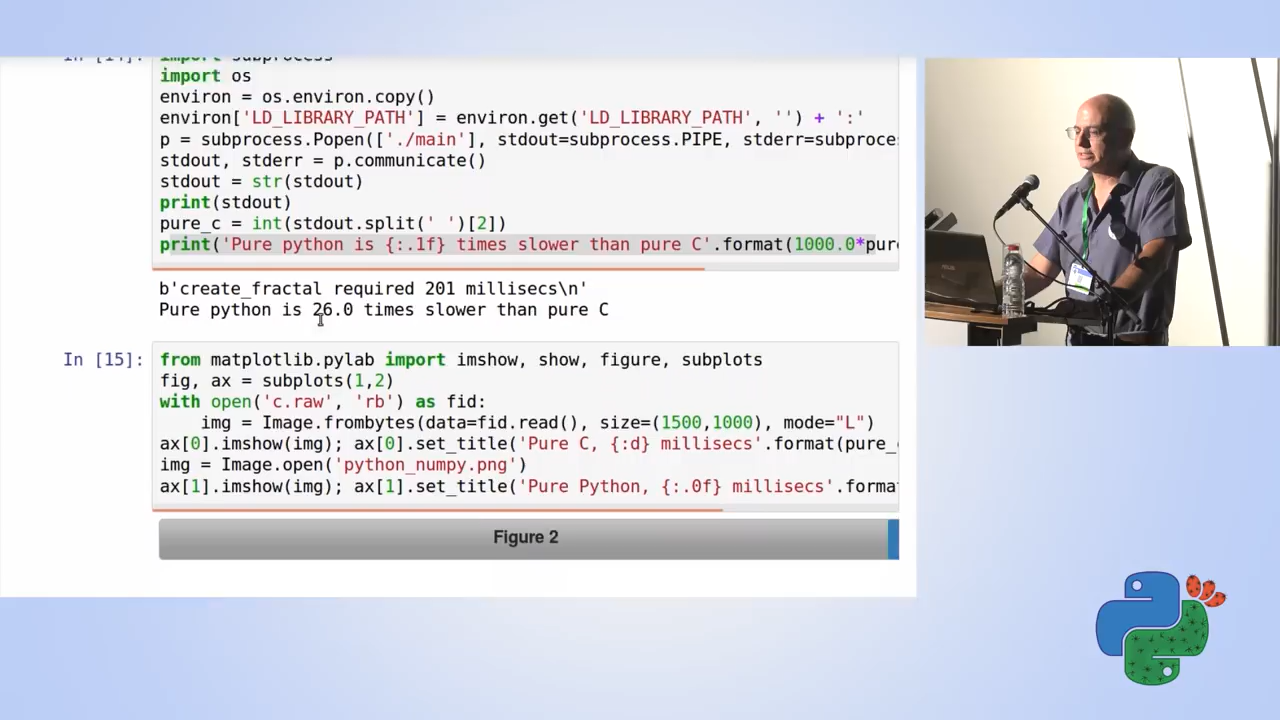 In [14]:
import subprocess
import os
environ = os.environ.copy()
environ['LD_LIBRARY_PATH'] = environ.get('LD_LIBRARY_PATH', '') + ':'
p = subprocess.Popen(['./main'], stdout=subprocess.PIPE, stderr=subproce
stdout, stderr = p.communicate()
stdout = str(stdout)
print(stdout)
pure_c = int(stdout.split(' ')[2])
print('Pure python is {:.1f} times slower than pure C'.format(1000.0*pure
b'create_fractal required 201 millisecs\n'
Pure python is 26.0 times slower than pure C
In [15]:
from matplotlib.pylab import imshow, show, figure, subplots
fig, ax = subplots(1,2)
with open('c.raw', 'rb') as fid:
    img = Image.frombytes(data=fid.read(), size=(1500,1000), mode="L")
ax[0].imshow(img); ax[0].set_title('Pure C, {:d} millisecs'.format(pure_
img = Image.open('python_numpy.png')
ax[1].imshow(img); ax[1].set_title('Pure Python, {:.0f} millisecs'.forma
Figure 2